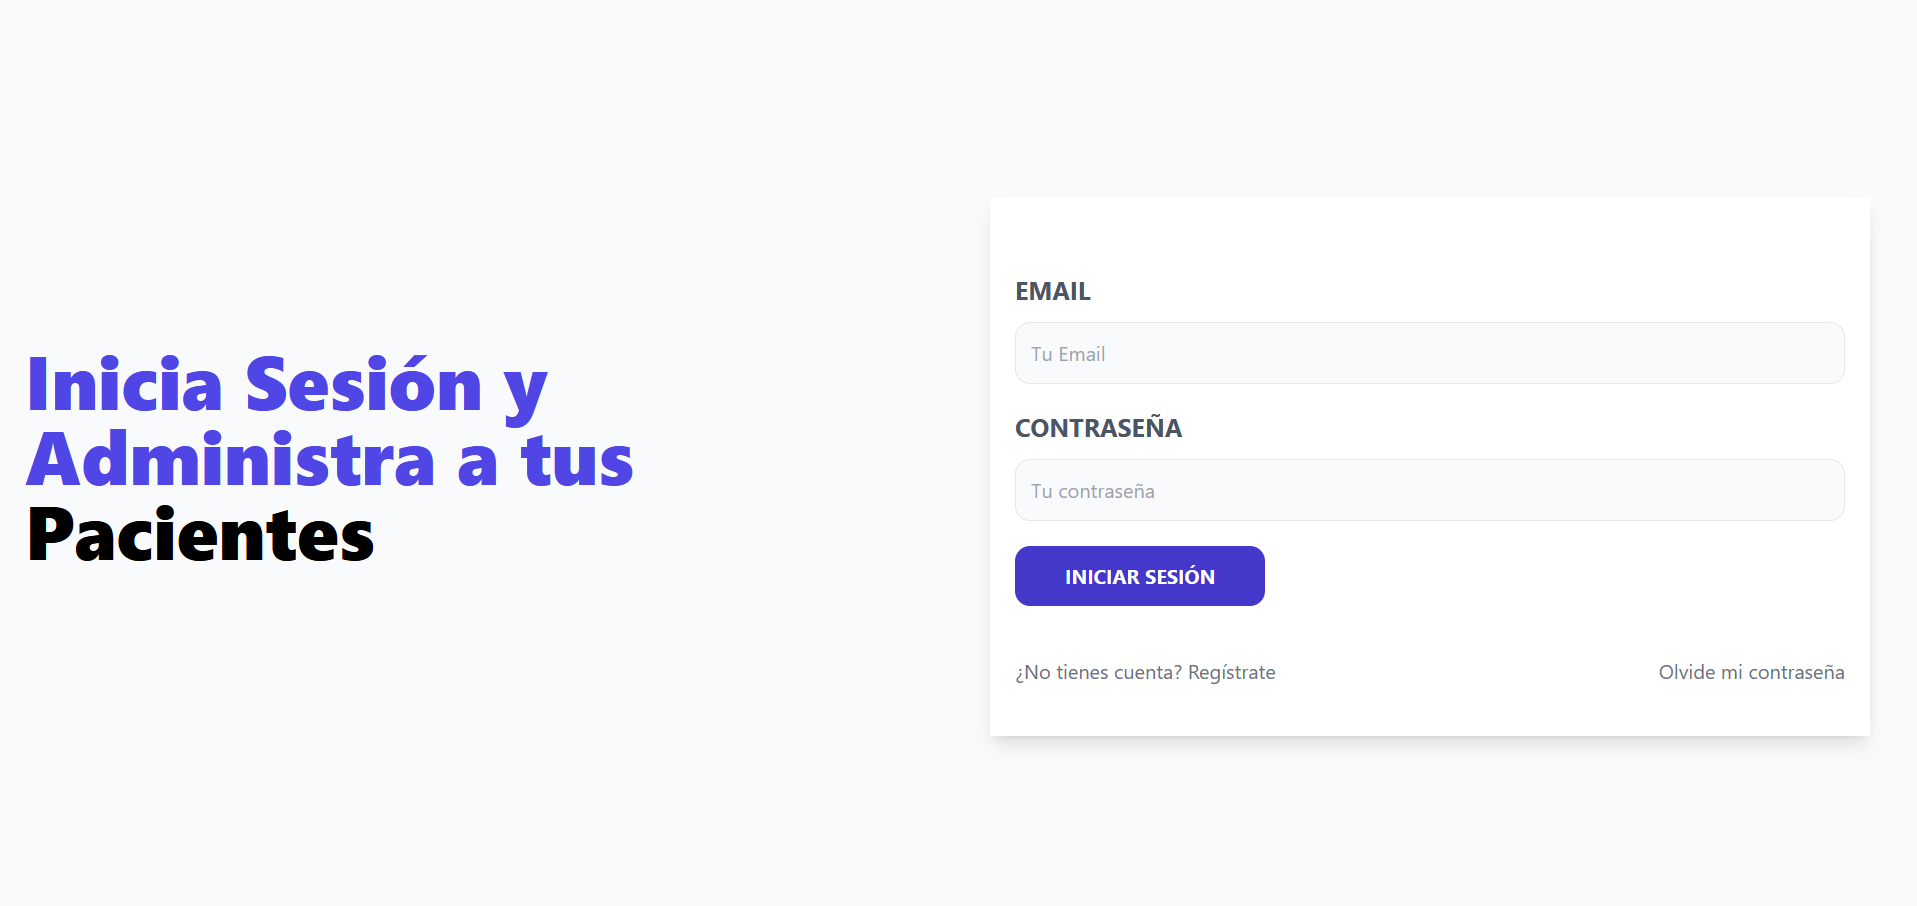 Inicia Sesión y
Administra a tus
Pacientes
EMAIL
Tu Email
CONTRASEÑA
Tu contraseña
INICIAR SESIÓN
¿No tienes cuenta? Regístrate
Olvide mi contraseña